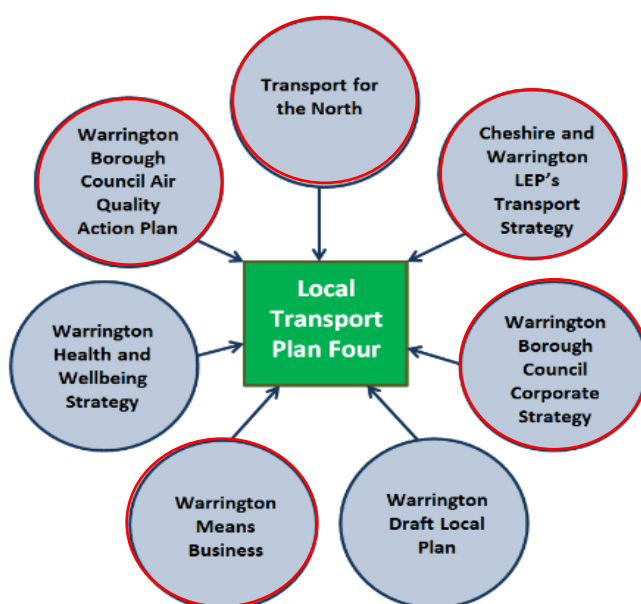 Transport for
the North
Warrington
Borough
Council Air
Quality
Action Plan
Cheshire and
Warrington
LEP's
Transport
Strategy
Local
Transport
Plan Four
Warrington
Health and
Wellbeing
Strategy
Warrington
Borough
Council
Corporate
Strategy
Warrington
Means
Business
Warrington
Draft Local
Plan